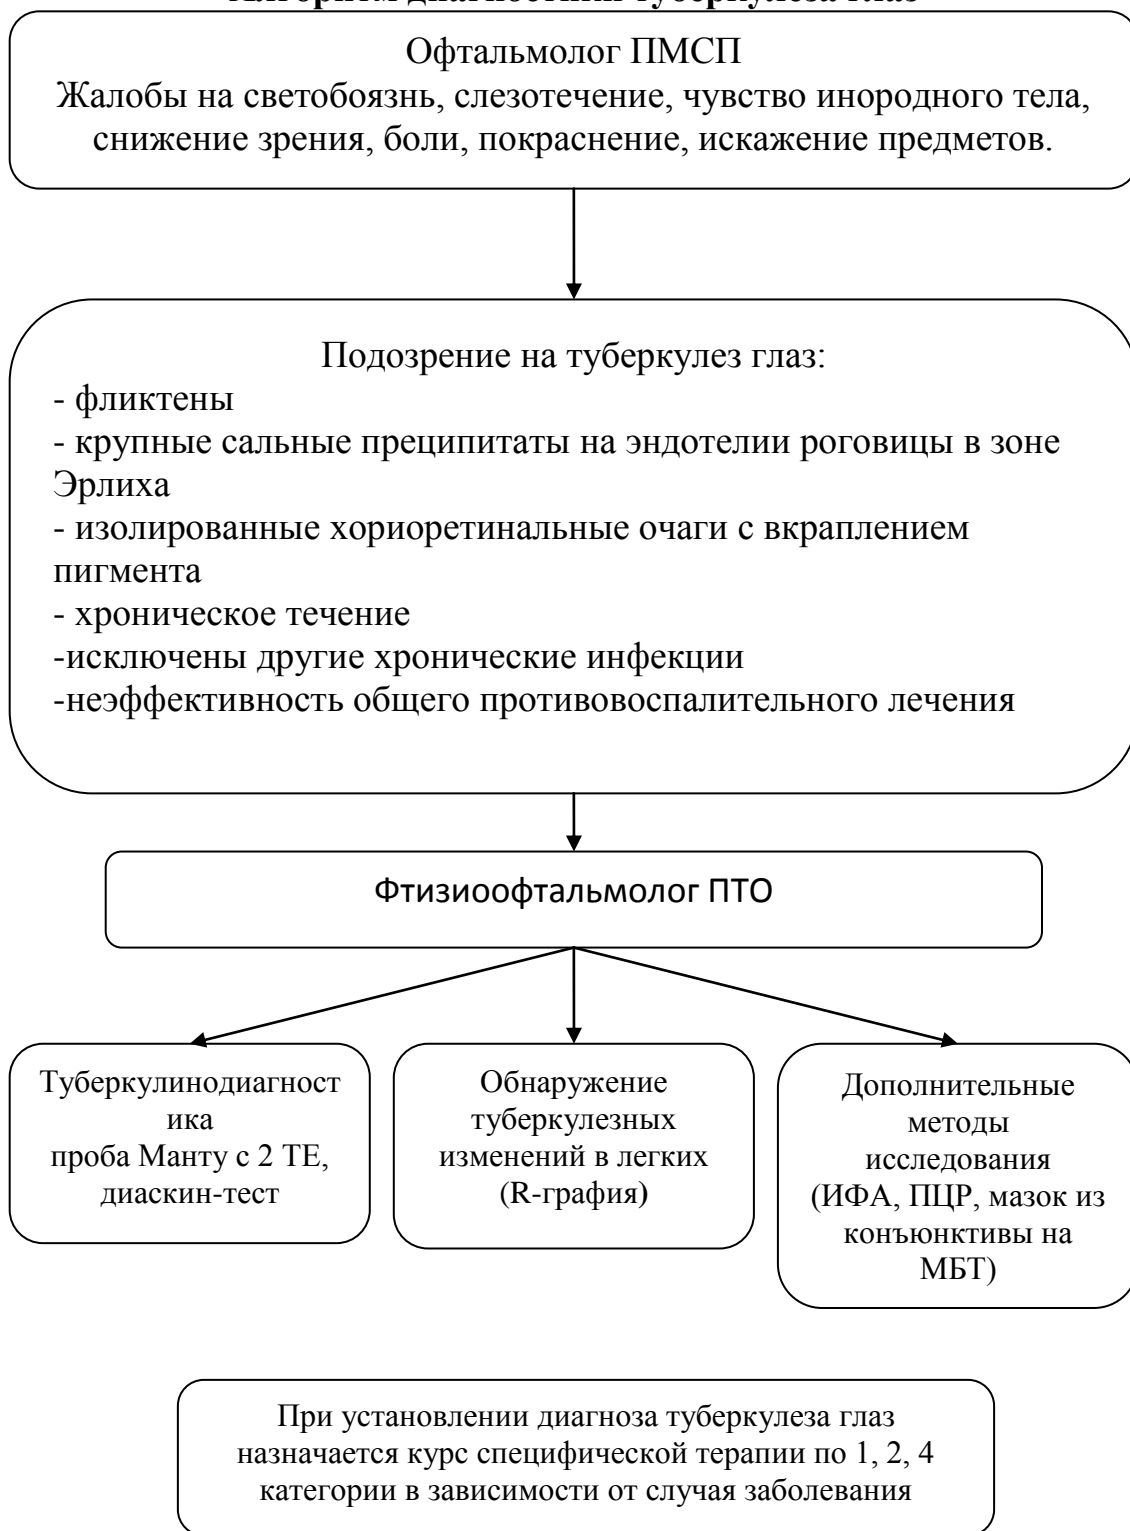 Алгоритм диагностики туберкулеза глаз
Офтальмолог ПМСП
Жалобы на светобоязнь, слезотечение, чувство инородного тела,
снижение зрения, боли, покраснение, искажение предметов.
Подозрение на туберкулез глаз:
- фликтены
- крупные сальные преципитаты на эндотелии роговицы в зоне
Эрлиха
- изолированные хориоретинальные очаги с вкраплением
пигмента
- хроническое течение
-исключены другие хронические инфекции
-неэффективность общего противовоспалительного лечения
Фтизиоофтальмолог ПТО
Туберкулинодиагност
ика
проба Манту с 2 ТЕ,
диаскин-тест
Обнаружение
туберкулезных
изменений в легких
(R-графия)
Дополнительные
методы
исследования
(ИФА, ПЦР, мазок из
конъюнктивы на
МБТ)
При установлении диагноза туберкулеза глаз
назначается курс специфической терапии по 1, 2, 4
категории в зависимости от случая заболевания